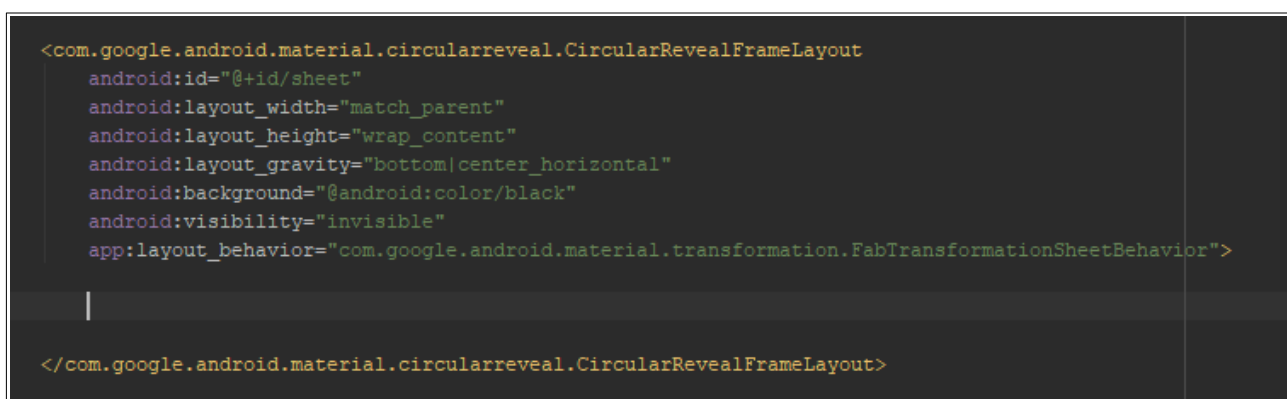 <com.google.android.material.circularreveal.CircularRevealFrameLayout
android:id="@+id/sheet"
android:layout_width="match_parent"
android:layout_height="wrap_content"
android:layout_gravity="bottom|center_horizontal"
android:background="@android:color/black"
android:visibility="invisible"
app:layout_behavior="com.google.android.material.transformation.FabTransformationSheetBehavior">
</com.google.android.material.circularreveal.CircularRevealFrameLayout>